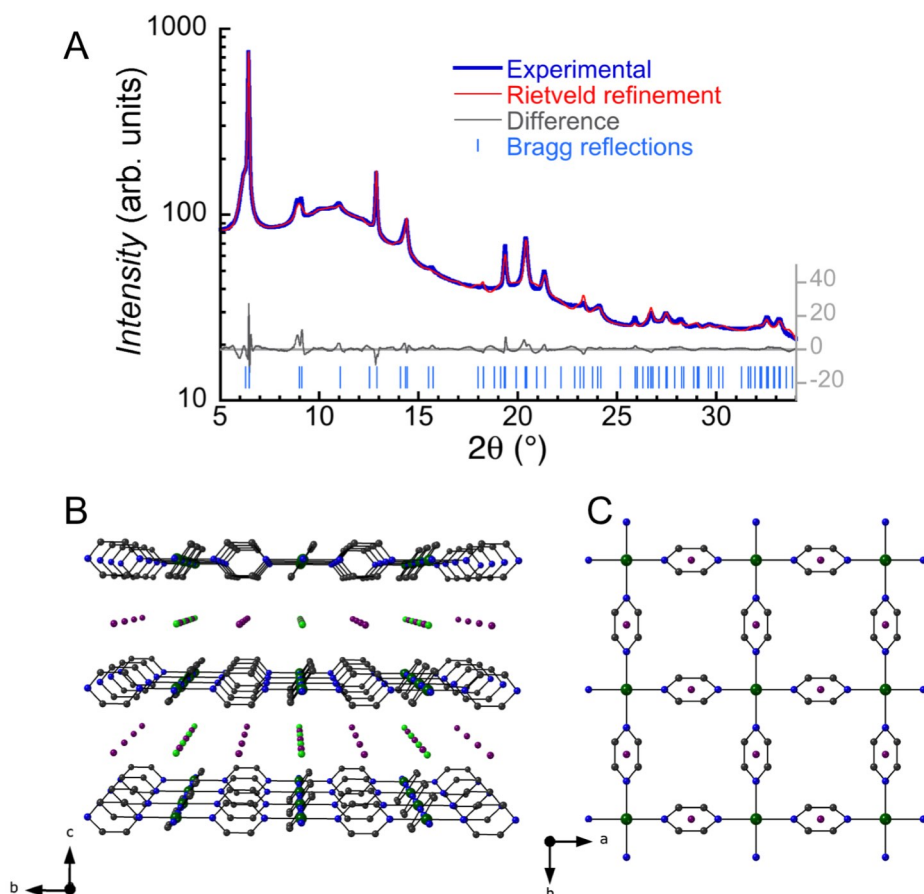 A
Intensity (arb. units)
1000
100
10
Experimental
Rietveld refinement
Difference
Bragg reflections
40
20
0
-20
5 10 15 20 25 30
2θ (°)
B
C
c
b
a
b